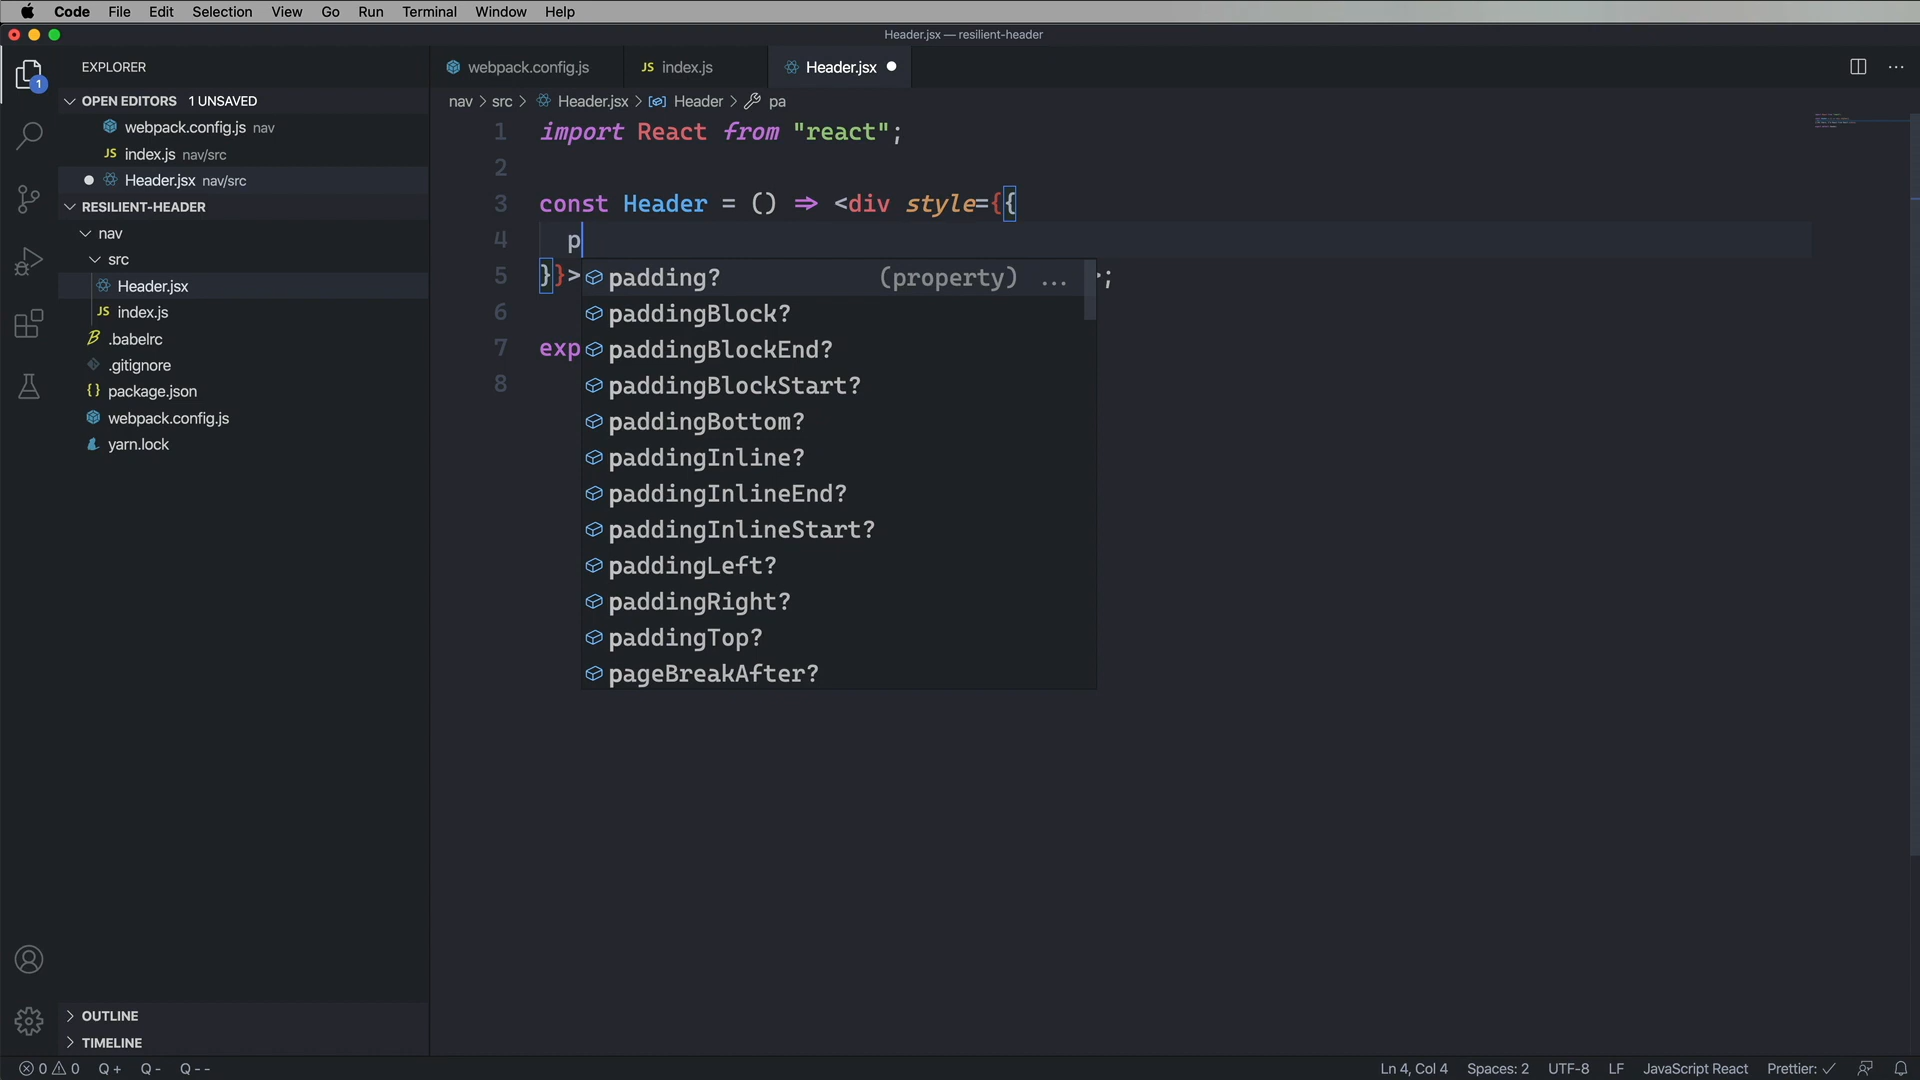 Code File Edit Selection View Go Run Terminal Window Help
Header.jsx — resilient-header
EXPLORER
OPEN EDITORS 1 UNSAVED
webpack.config.js nav
JS index.js nav/src
Header.jsx nav/src
RESILIENT-HEADER
nav
src
Header.jsx
JS index.js
.babelrc
.gitignore
{} package.json
webpack.config.js
yarn.lock
OUTLINE
TIMELINE
1
webpack.config.js JS index.js Header.jsx
nav > src > Header.jsx > Header > pa
1 import React from "react";
2
3 const Header = () => <div style={{
4 p
5 }}> ;
6
7 exp
8
padding? (property) ...
paddingBlock?
paddingBlockEnd?
paddingBlockStart?
paddingBottom?
paddingInline?
paddingInlineEnd?
paddingInlineStart?
paddingLeft?
paddingRight?
paddingTop?
pageBreakAfter?
0 0 Q + Q - Q - - Ln 4, Col 4 Spaces: 2 UTF-8 LF JavaScript React Prettier: ✓